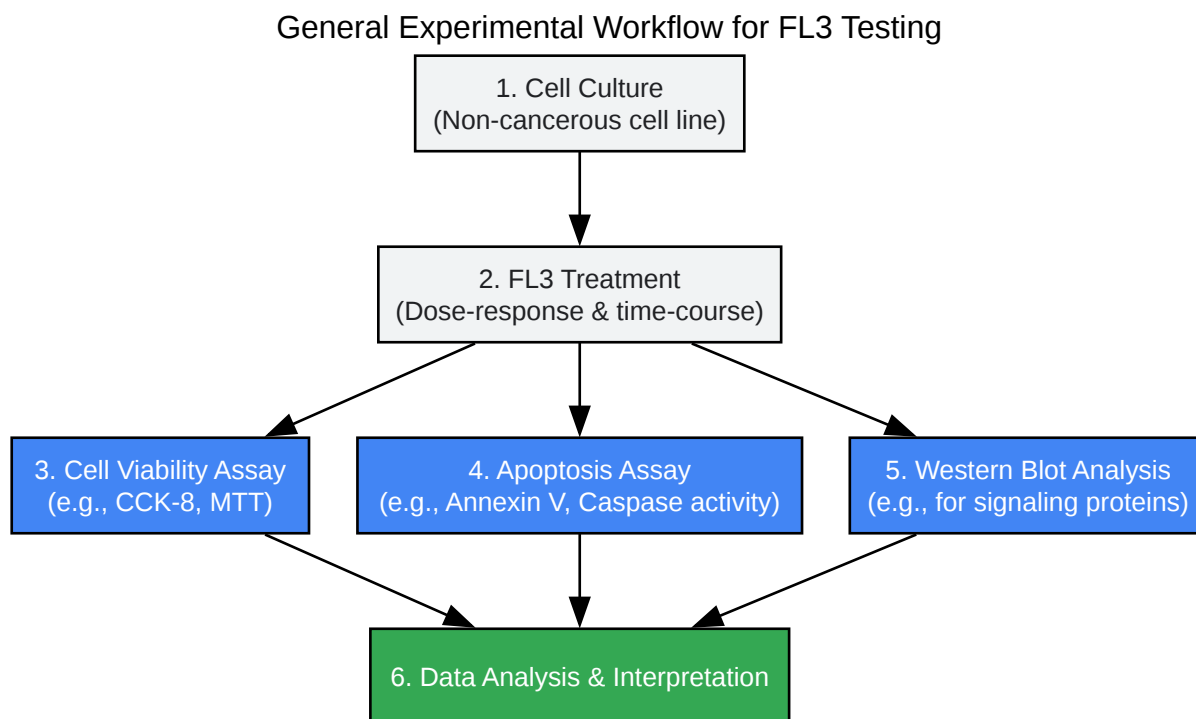 General Experimental Workflow for FL3 Testing
1. Cell Culture
(Non-cancerous cell line)
2. FL3 Treatment
(Dose-response & time-course)
3. Cell Viability Assay
(e.g., CCK-8, MTT)
4. Apoptosis Assay
(e.g., Annexin V, Caspase activity)
5. Western Blot Analysis
(e.g., for signaling proteins)
6. Data Analysis & Interpretation